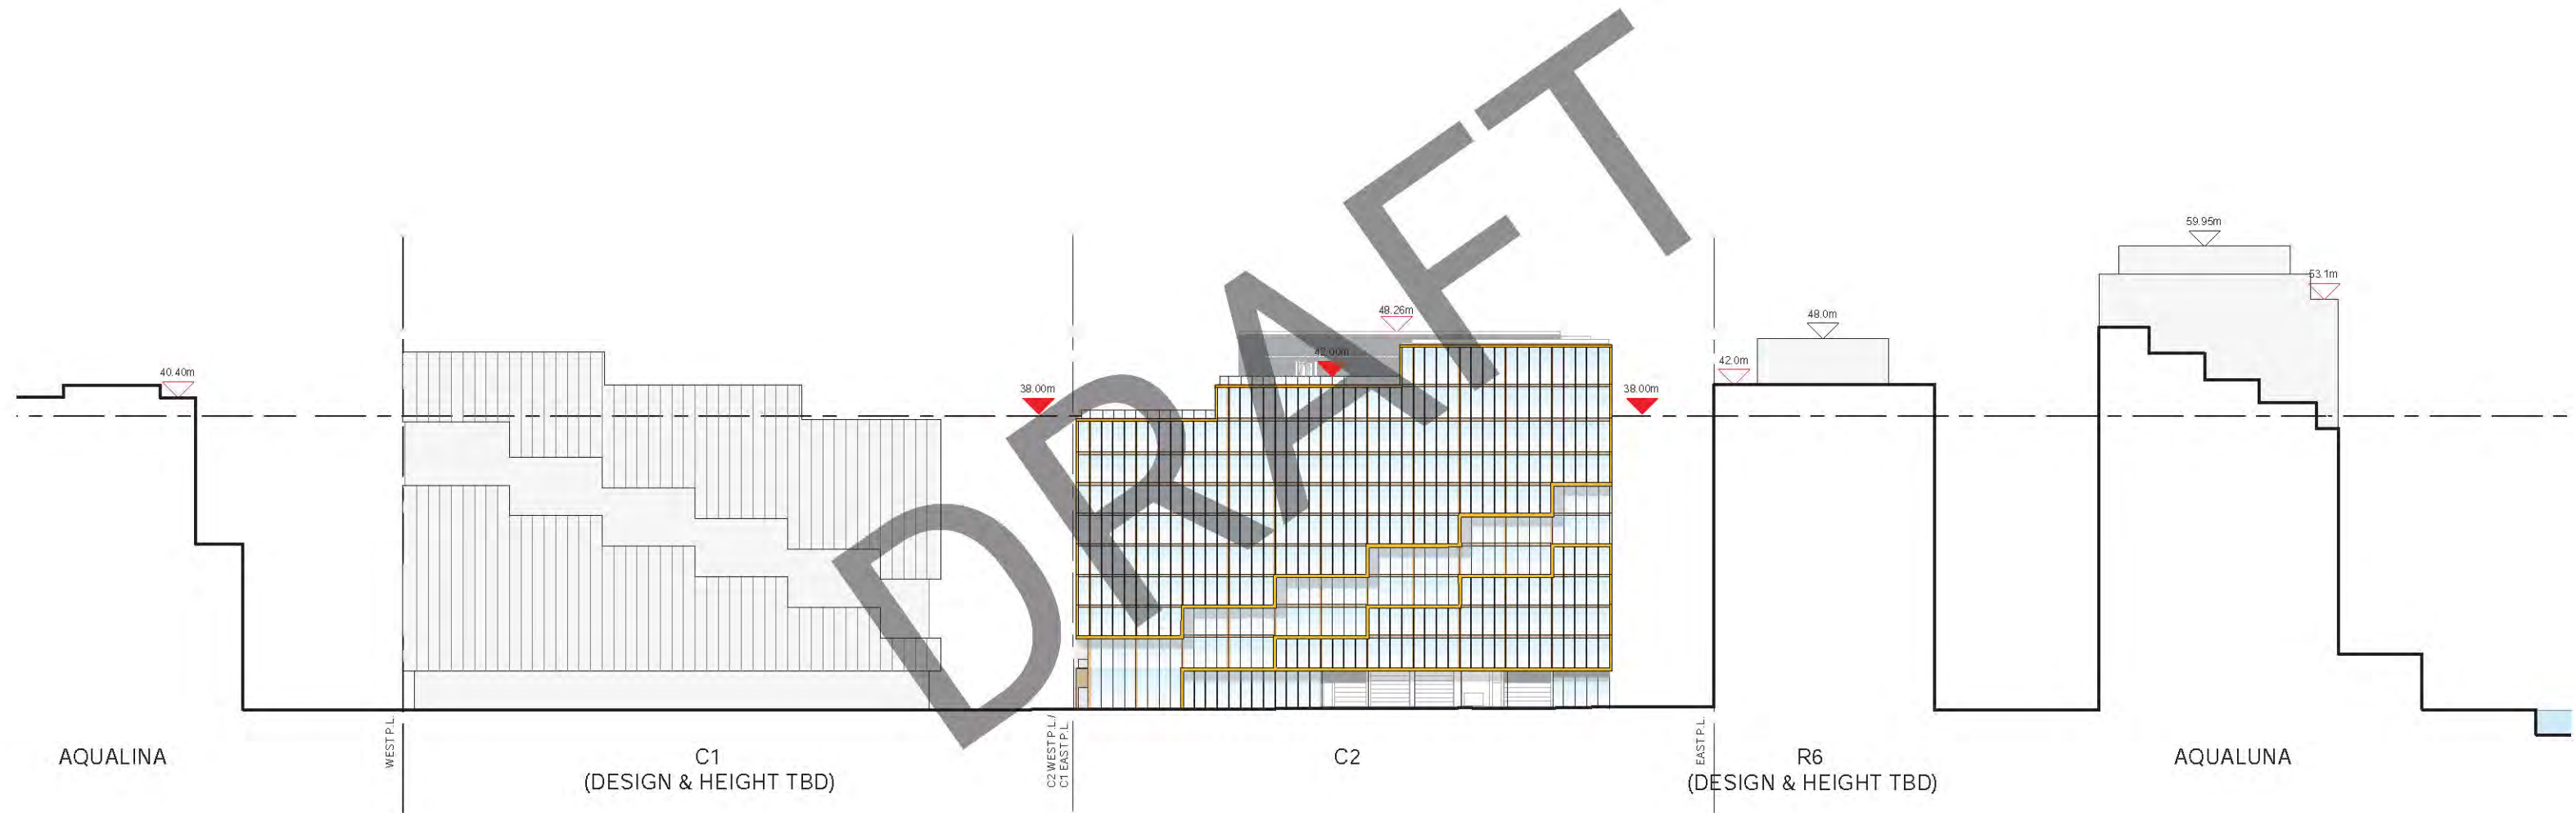 DRAFT
59.95m
53.1m
48.26m
48.0m
42.00m
42.0m
40.40m
38.00m
38.00m
WEST P.L.
C2 WEST P.L./
C1 EAST P.L.
EAST P.L.
AQUALINA
C1
(DESIGN & HEIGHT TBD)
C2
R6
(DESIGN & HEIGHT TBD)
AQUALUNA